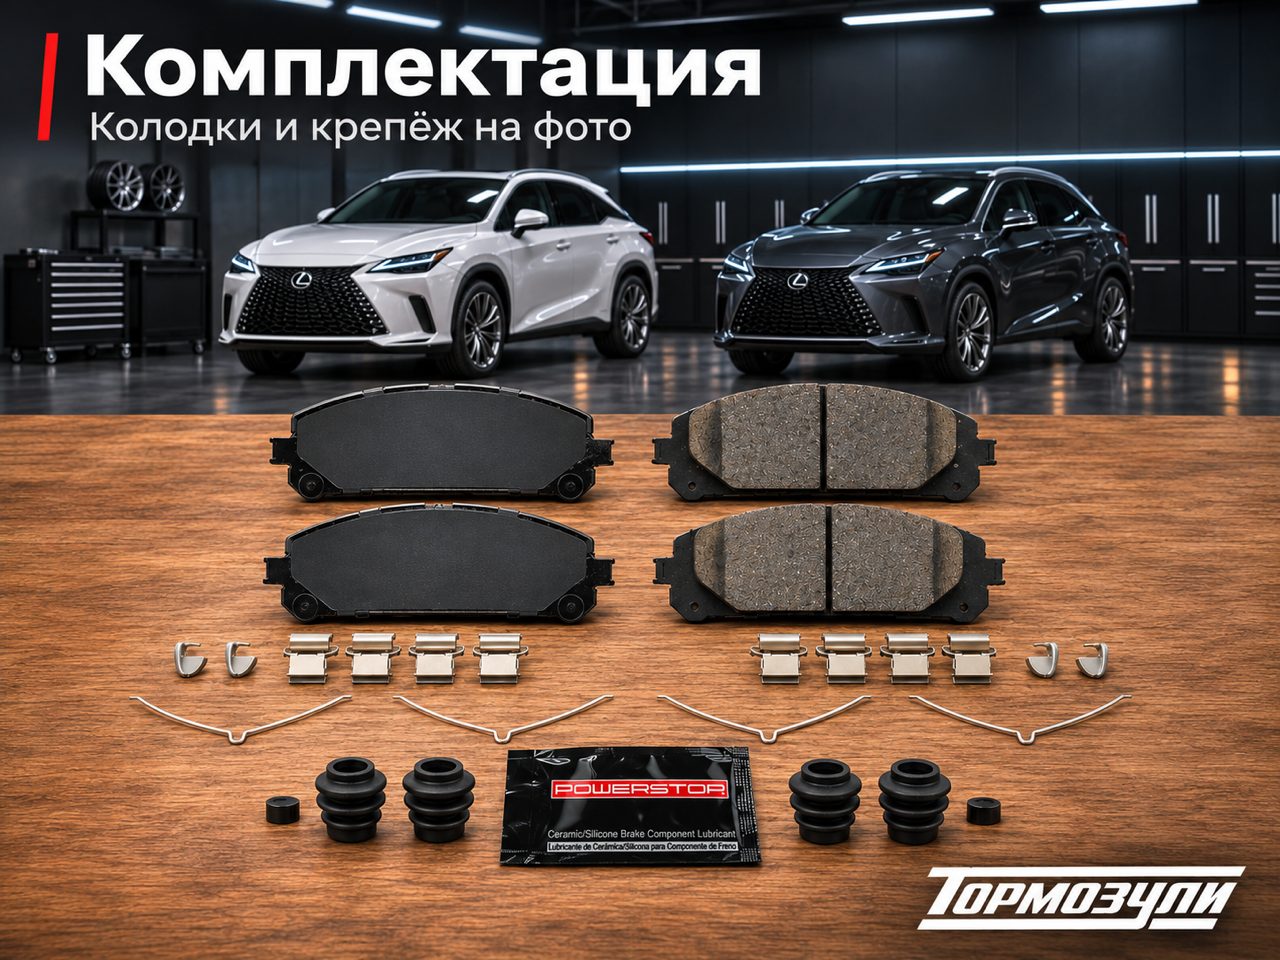 Комплектация
Колодки и крепёж на фото
POWERSTOP
Ceramic/Silicone Brake Component Lubricant
Lubricante de Cerámica/Silicona para Componente de Freno
Тормозули